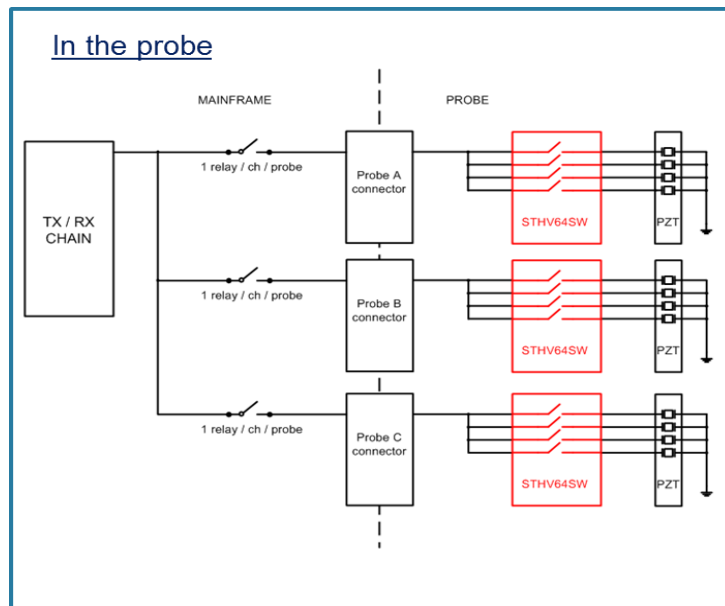 In the probe
MAINFRAME
PROBE
TX / RX
CHAIN
1 relay / ch / probe
Probe A
connector
STHV64SW
PZT
1 relay / ch / probe
Probe B
connector
STHV64SW
PZT
1 relay / ch / probe
Probe C
connector
STHV64SW
PZT